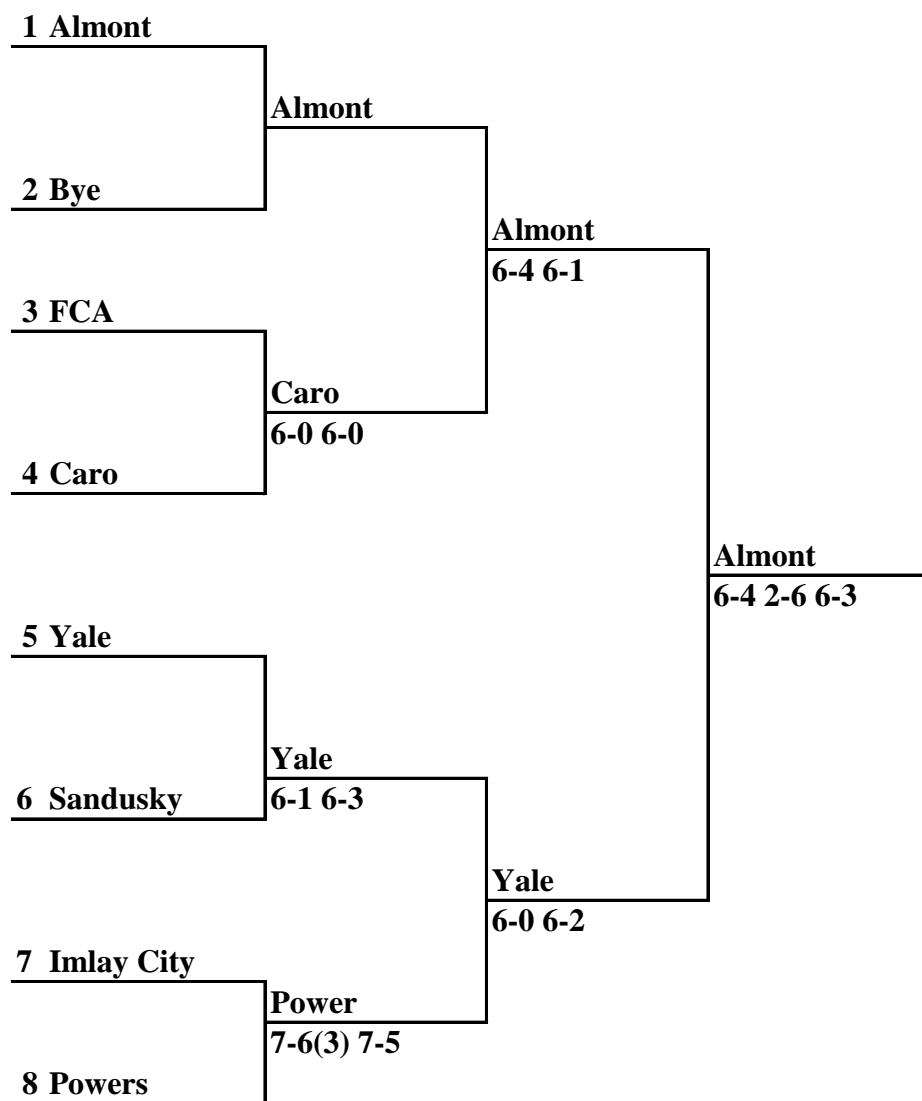 1 Almont
Almont
2 Bye
Almont
6-4 6-1
3 FCA
Caro
6-0 6-0
4 Caro
Almont
6-4 2-6 6-3
5 Yale
Yale
6-1 6-3
6 Sandusky
Yale
6-0 6-2
7 Imlay City
Power
7-6(3) 7-5
8 Powers